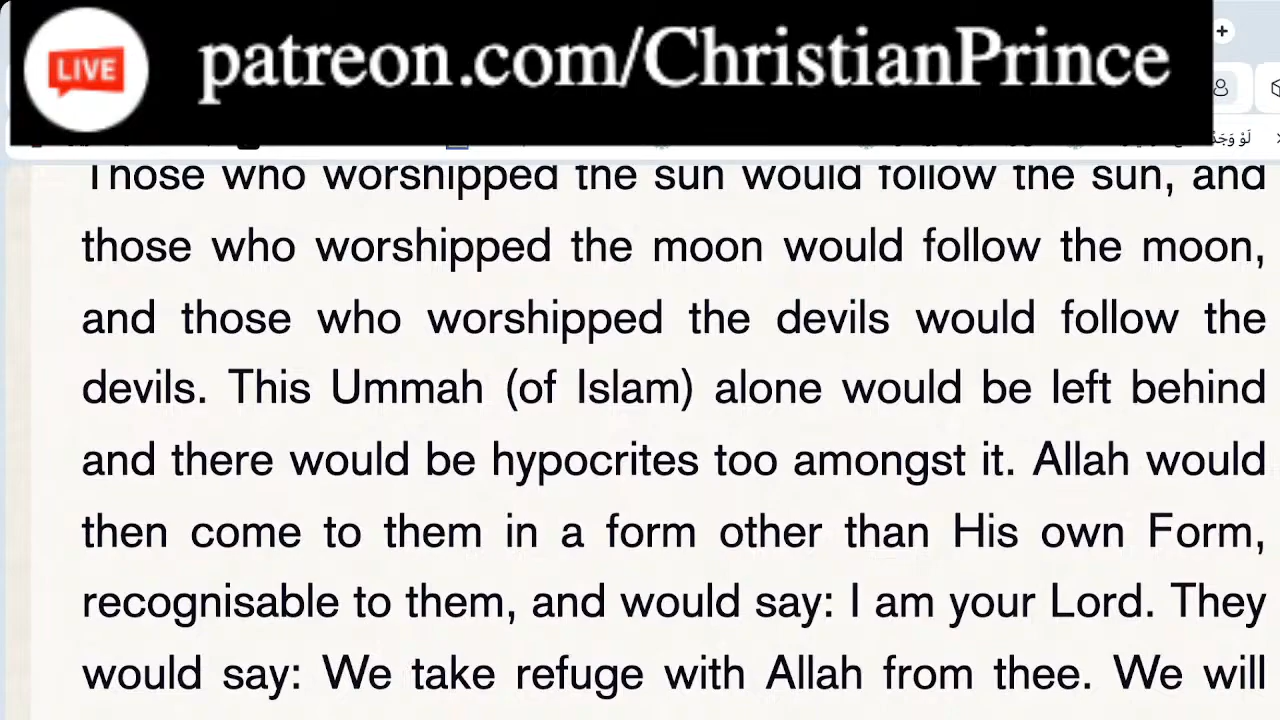 LIVE patreon.com/ChristianPrince
Those who worshipped the sun would follow the sun, and
those who worshipped the moon would follow the moon,
and those who worshipped the devils would follow the
devils. This Ummah (of Islam) alone would be left behind
and there would be hypocrites too amongst it. Allah would
then come to them in a form other than His own Form,
recognisable to them, and would say: I am your Lord. They
would say: We take refuge with Allah from thee. We will